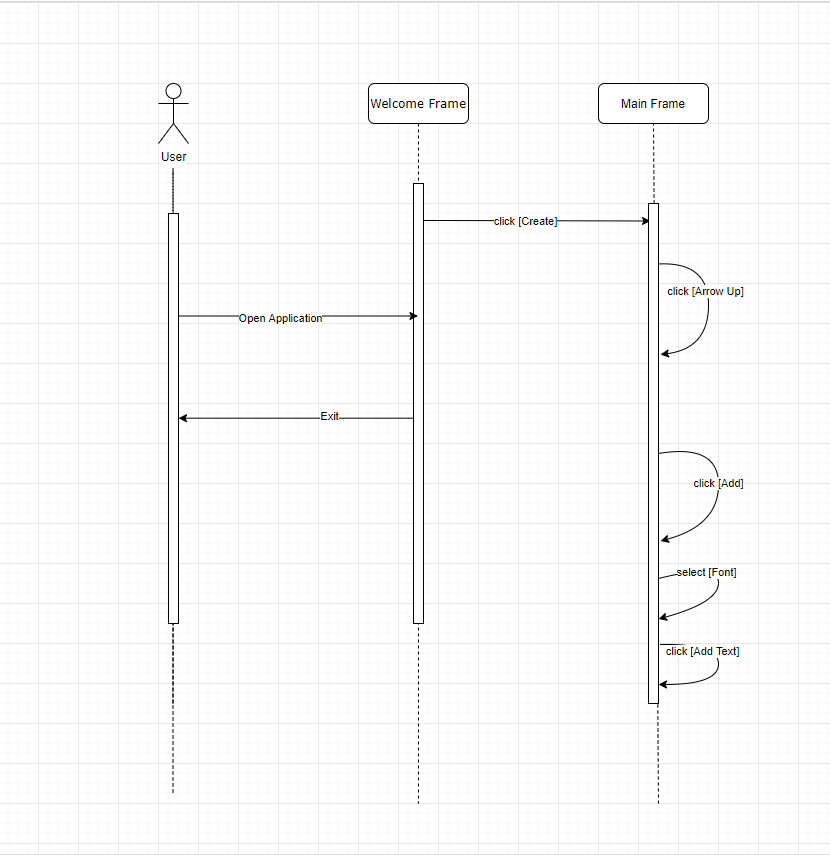 User
Welcome Frame
Main Frame
click [Create]
click [Arrow Up]
Open Application
Exit
click [Add]
select [Font]
click [Add Text]